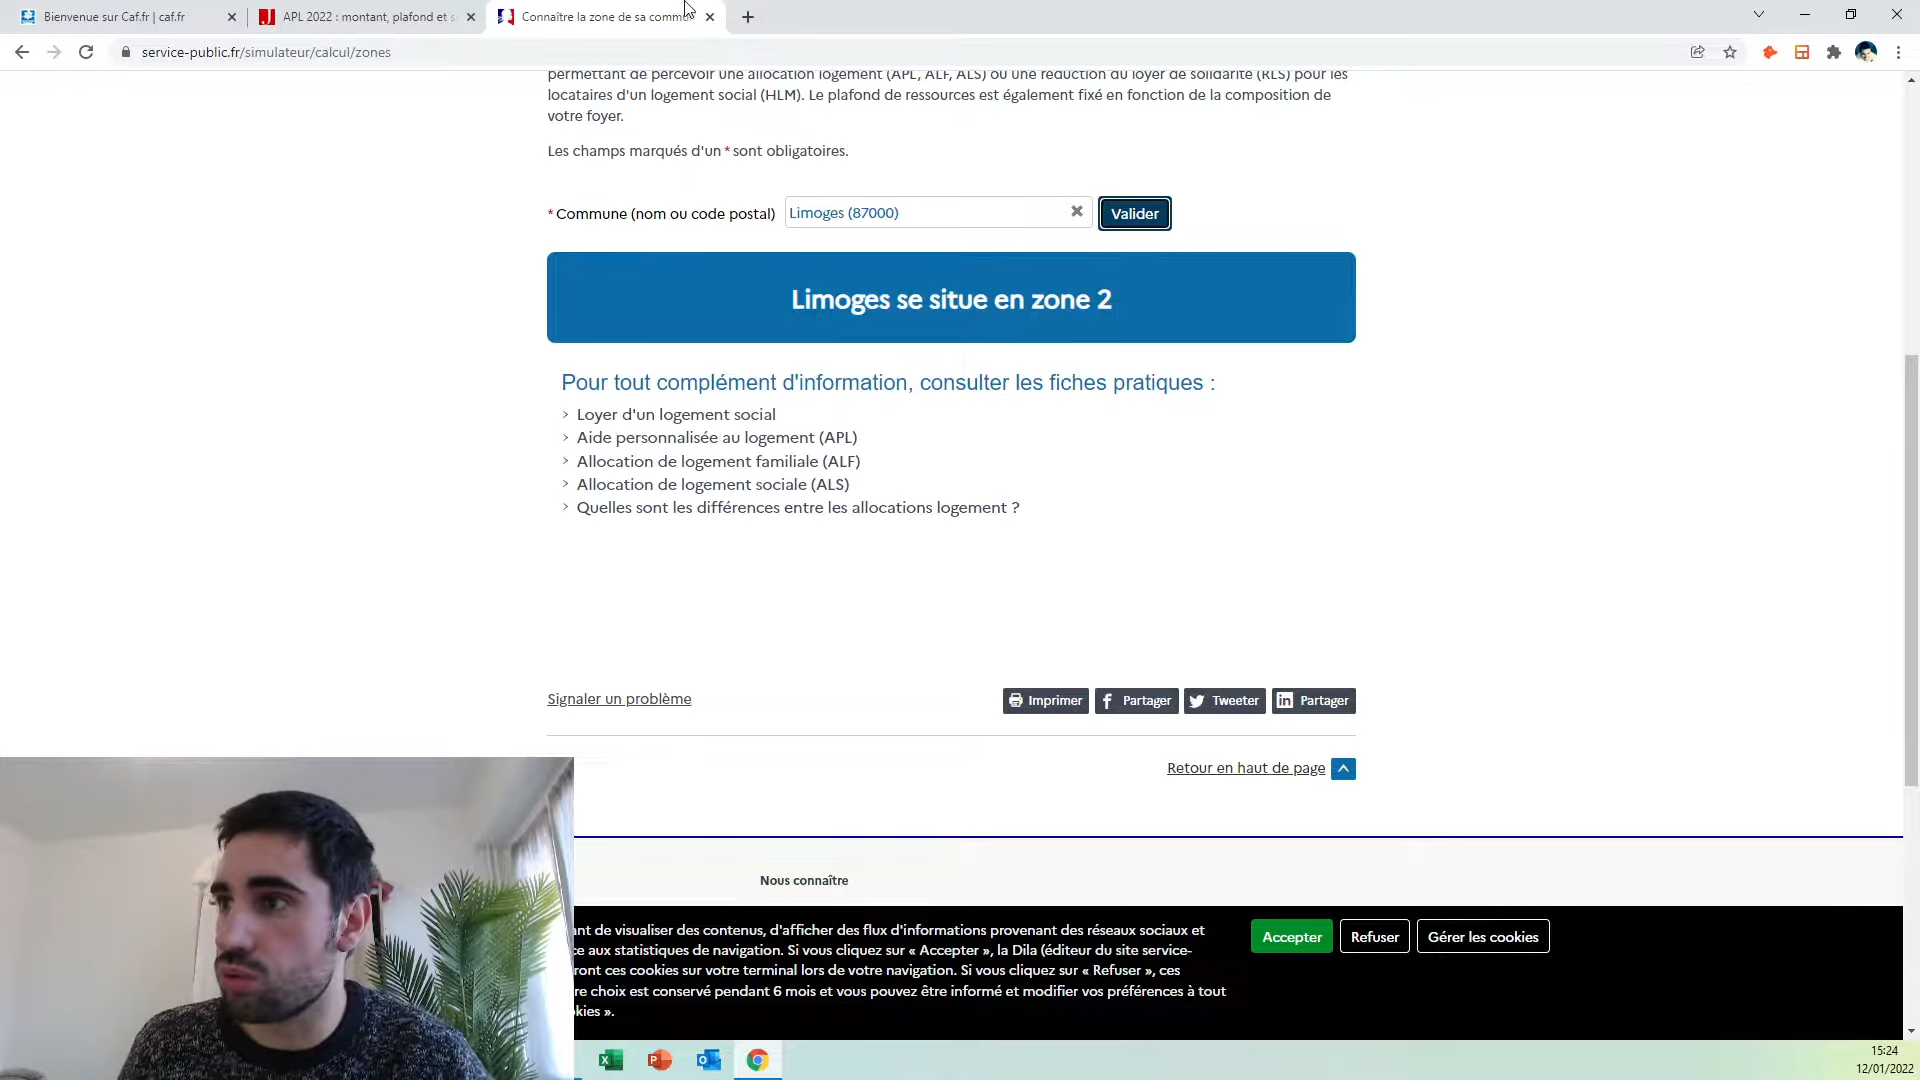 Bienvenue sur Caf.fr | caf.fr
APL 2022 : montant, plafond et s
Connaître la zone de sa commu
service-public.fr/simulateur/calcul/zones
permettant de percevoir une allocation logement (APL, ALF, ALS) ou une réduction du loyer de solidarité (RLS) pour les
locataires d'un logement social (HLM). Le plafond de ressources est également fixé en fonction de la composition de
votre foyer.
Les champs marqués d'un * sont obligatoires.
* Commune (nom ou code postal) Limoges (87000) Valider
Limoges se situe en zone 2
Pour tout complément d'information, consulter les fiches pratiques :
Loyer d'un logement social
Aide personnalisée au logement (APL)
Allocation de logement familiale (ALF)
Allocation de logement sociale (ALS)
Quelles sont les différences entre les allocations logement ?
Signaler un problème
Imprimer Partager Tweeter Partager
Retour en haut de page
Nous connaître
ant de visualiser des contenus, d'afficher des flux d'informations provenant des réseaux sociaux et
ce aux statistiques de navigation. Si vous cliquez sur « Accepter », la Dila (éditeur du site service-
ront ces cookies sur votre terminal lors de votre navigation. Si vous cliquez sur « Refuser », ces
re choix est conservé pendant 6 mois et vous pouvez être informé et modifier vos préférences à tout
kies ».
Accepter Refuser Gérer les cookies
15:24
12/01/2022